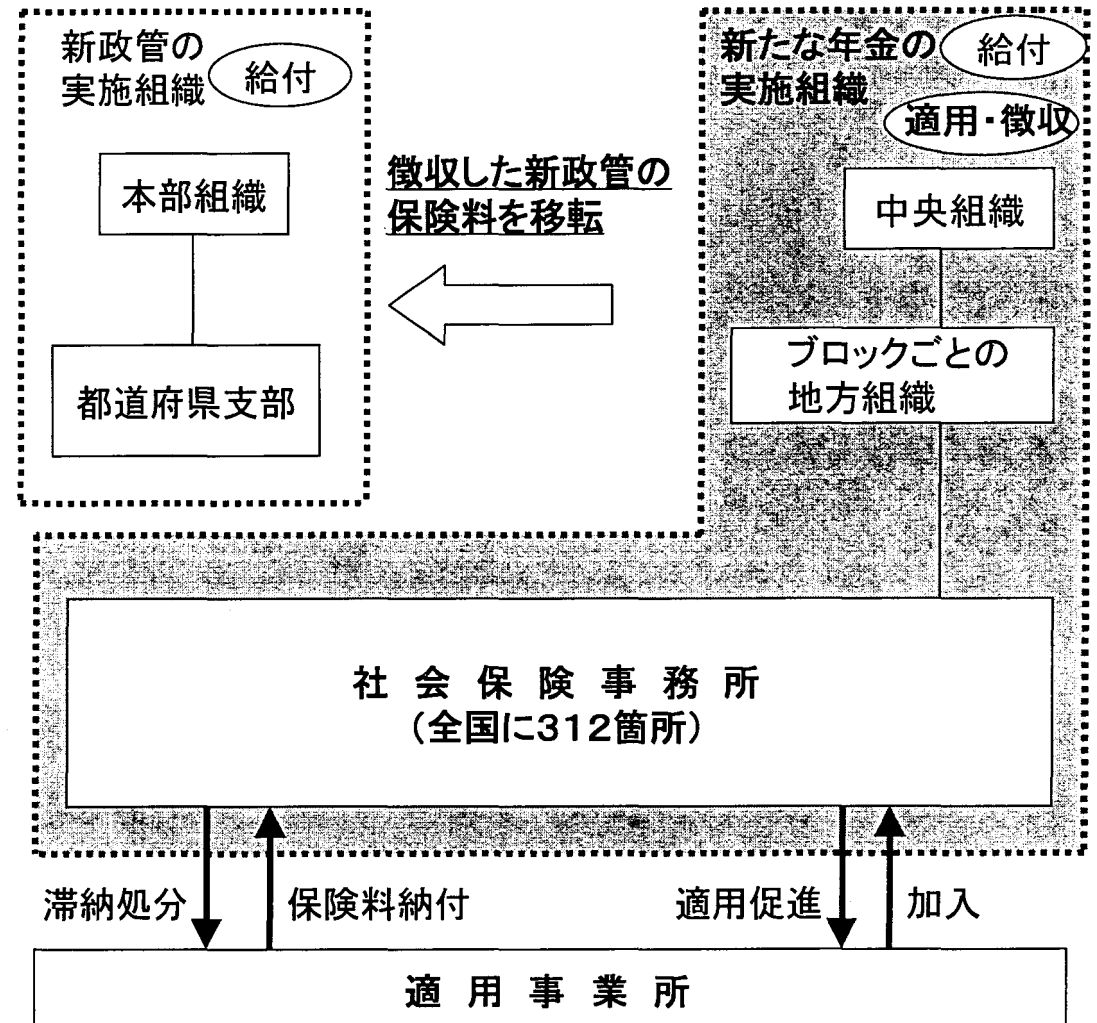 新政管の
実施組織
給付
本部組織
都道府県支部
徴収した新政管の
保険料を移転
新たな年金の
実施組織
給付
適用・徴収
中央組織
ブロックごとの
地方組織
社会保険事務所
（全国に３１２箇所）
滞納処分
保険料納付
適用促進
加入
適用事業所